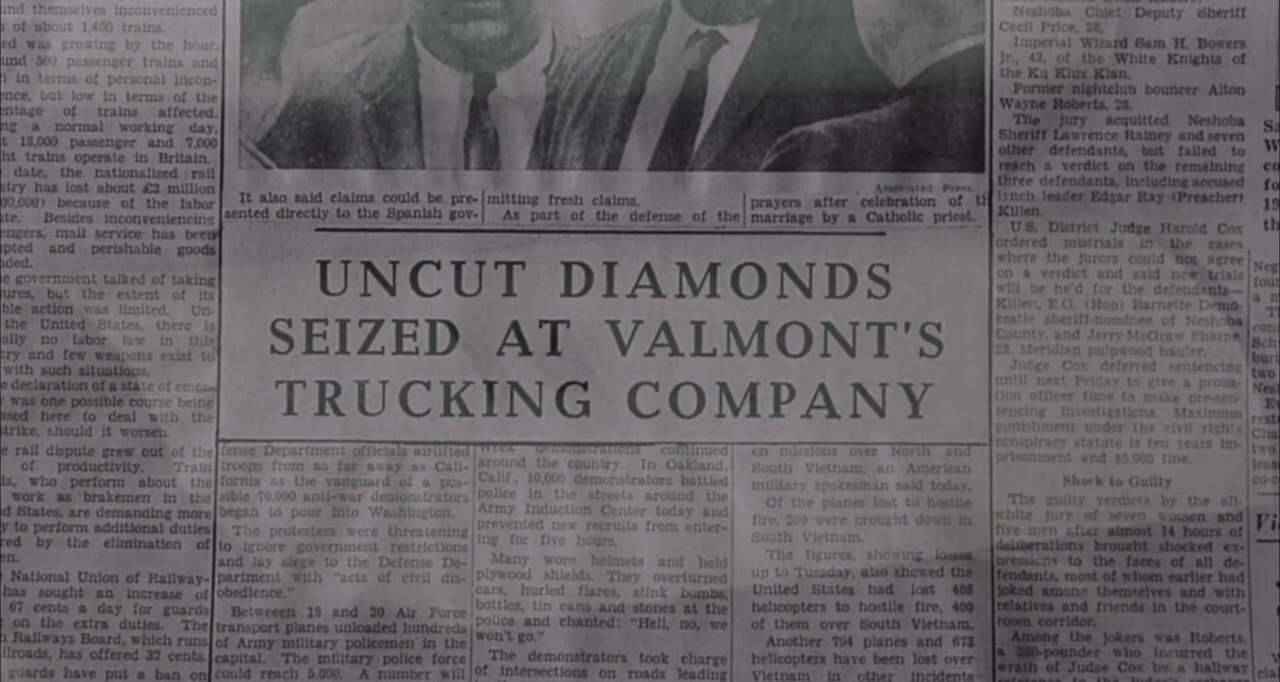 und themselves inconvenienced
of about 1,400 trains.
ed was growing by the hour.
und 500 passenger trains and
in terms of personal incon-
nce, but low in terms of the
entage of trains affected.
ng a normal working day,
t 18,000 passenger and 7,000
ht trains operate in Britain.
date, the nationalized rail
stry has lost about £2 million
00,000) because of the labor
ute. Besides inconveniencing
engers, mail service has been
pted and perishable goods
nded.
e government talked of taking
ures, but the extent of its
ble action was limited. Un-
the United States, there is
ally no labor law in this
try and few weapons exist to
with such situations.
e declaration of a state of emer-
was one possible course being
ssed here to deal with the
strike, should it worsen.
e rail dispute grew out of the
of productivity. Train
ds, who perform about the
work as brakemen in the
d States, are demanding more
y to perform additional duties
red by the elimination of
en.
National Union of Railway-
has sought an increase of
67 cents a day for guards
on the extra duties. The
h Railways Board, which runs
ilroads, has offered 32 cents.
guards have put a ban on
It also said claims could be pre-
sented directly to the Spanish gov-
mitting fresh claims.
As part of the defense of the
Associated Press
prayers after celebration of th
marriage by a Catholic priest.
UNCUT DIAMONDS
SEIZED AT VALMONT'S
TRUCKING COMPANY
fense Department officials airlifted
troops from as far away as Cali-
fornia as the vanguard of a pos-
sible 70,000 anti-war demonstrators
began to pour into Washington.
The protesters were threatening
to ignore government restrictions
and lay siege to the Defense De-
partment with "acts of civil dis-
obedience."
Betweeen 15 and 20 Air Force
transport planes unloaded hundreds
of Army military policemen in the
capital. The military police force
could reach 5,000. A number will
Week demonstrations continued
around the country. In Oakland,
Calif., 10,000 demonstrators battled
police in the streets around the
Army Induction Center today and
prevented new recruits from enter-
ing for five hours.
Many wore helmets and held
plywood shields. They overturned
cars, hurled flares, stink bombs,
bottles, tin cans and stones at the
police and chanted: "Hell, no, we
won't go."
The demonstrators took charge
of intersections on roads leading
on missions over North and
South Vietnam, an American
military spokesman said today.
Of the planes lost to hostile
fire, 209 were brought down in
South Vietnam.
The figures, showing losses
up to Tuesday, also showed the
United States had lost 408
helicopters to hostile fire, 400
of them over South Vietnam.
Another 794 planes and 673
helicopters have been lost over
Vietnam in other incidents
Neshoba Chief Deputy Sheriff
Cecil Price, 28.
Imperial Wizard Sam H. Bowers
Jr., 43, of the White Knights of
the Ku Klux Klan.
Former nightclub bouncer Alton
Wayne Roberts, 28.
The jury acquitted Neshoba
Sheriff Lawrence Rainey and seven
other defendants, but failed to
reach a verdict on the remaining
three defendants, including accused
lynch leader Edgar Ray (Preacher)
Killen.
U.S. District Judge Harold Cox
ordered mistrials in the cases
where the jurors could not agree
on a verdict and said new trials
will be he'd for the defendants—
Killen, E.G. (Hop) Barnette Demo-
cratic sheriff-nominee of Neshoba
County, and Jerry McGraw Sharpe,
23, Meridian pulpwood hauler.
Judge Cox deferred sentencing
until next Friday to give a proba-
tion officer time to make presen-
tencing investigations. Maximum
punishment under the civil rights
conspiracy statute is ten years im-
prisonment and $5,000 fine.
Shock to Guilty
The guilty verdicts by the all-
white jury of seven women and
five men after almost 14 hours of
deliberations brought shocked ex-
pressions to the faces of all de-
fendants, most of whom earlier had
joked among themselves and with
relatives and friends in the court-
room corridor.
Among the jokers was Roberts,
a 280-pounder who incurred the
wrath of Judge Cox by a hallway